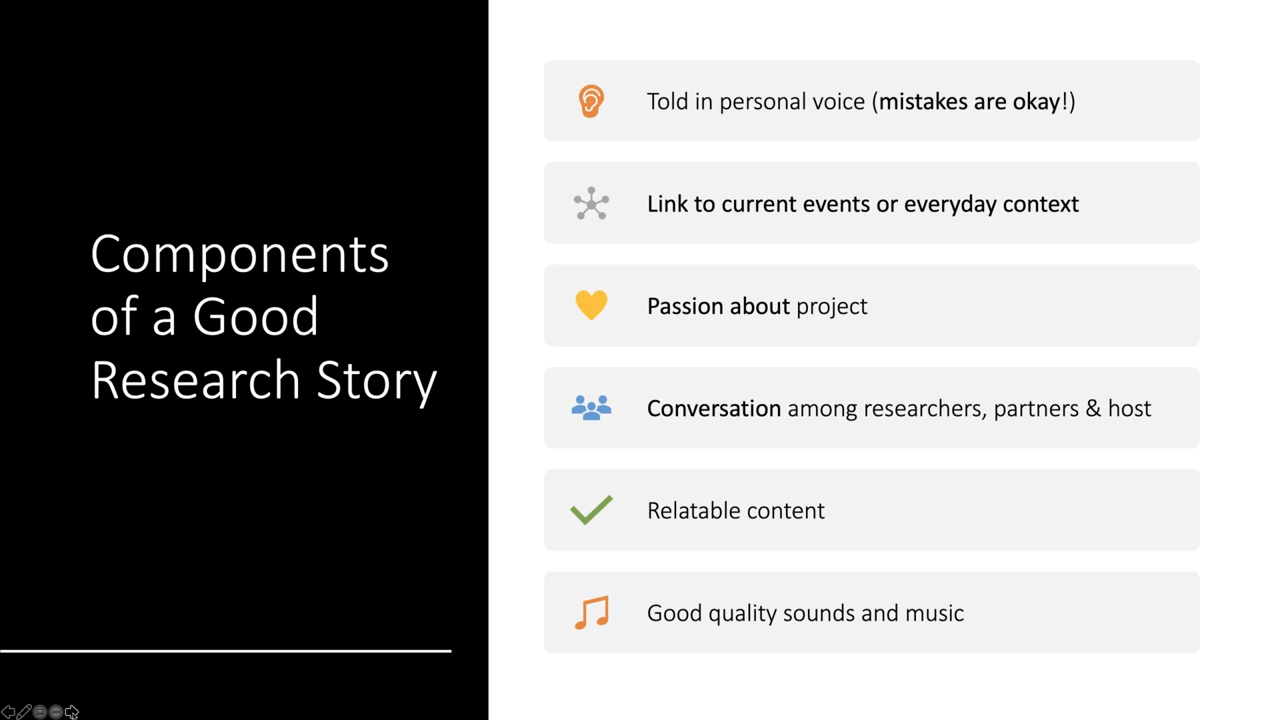 Components
of a Good
Research Story
Told in personal voice (mistakes are okay!)
Link to current events or everyday context
Passion about project
Conversation among researchers, partners & host
Relatable content
Good quality sounds and music